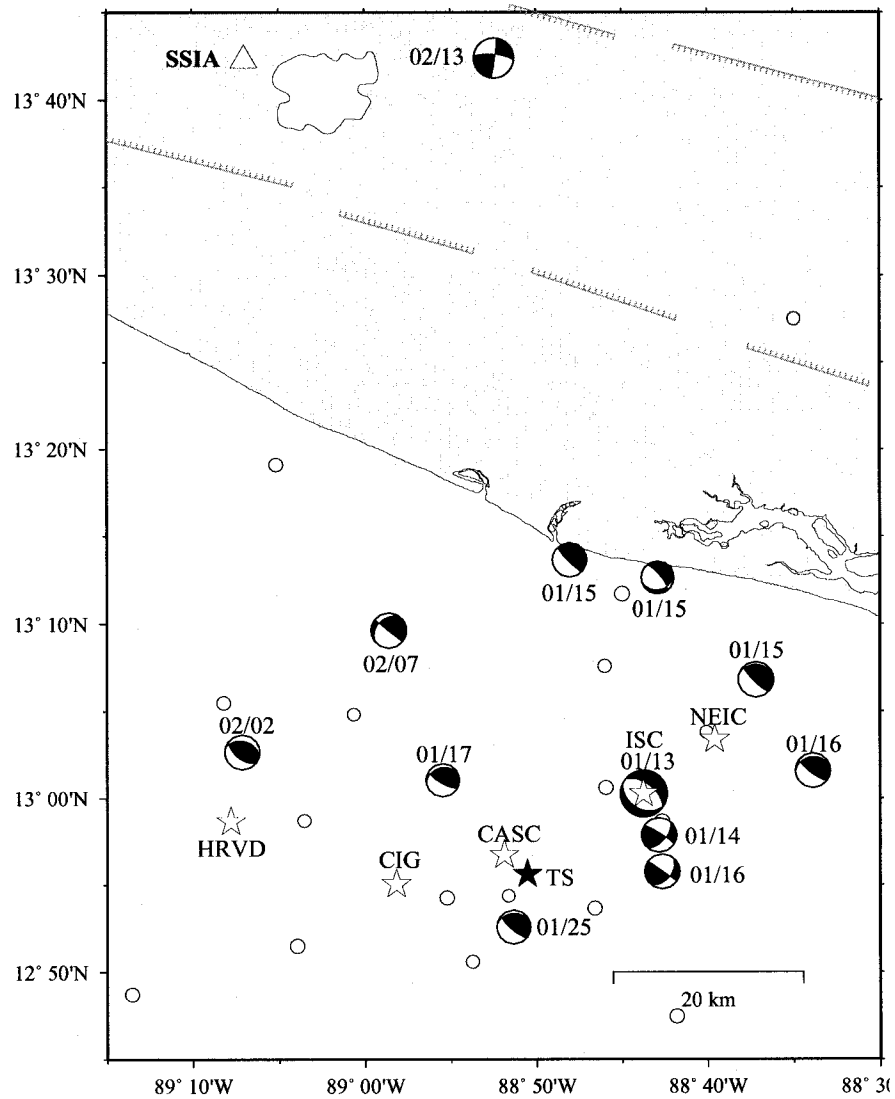 SSIA
02/13
13° 40'N
13° 30'N
13° 20'N
01/15
01/15
13° 10'N
02/07
01/15
02/02
NEIC
ISC
01/17
01/13
01/16
13° 00'N
HRVD
CASC
01/14
CIG
TS
01/16
01/25
12° 50'N
20 km
89° 10'W
89° 00'W
88° 50'W
88° 40'W
88° 30